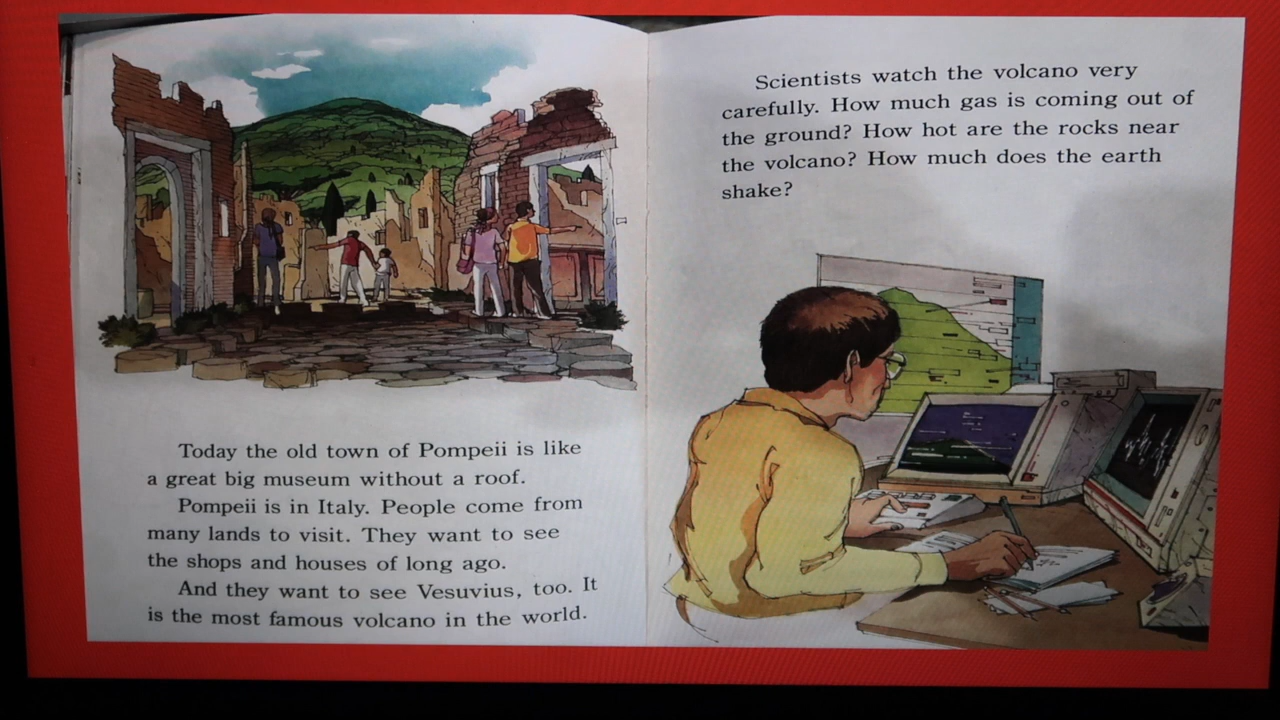 Today the old town of Pompeii is like
a great big museum without a roof.
Pompeii is in Italy. People come from
many lands to visit. They want to see
the shops and houses of long ago.
And they want to see Vesuvius, too. It
is the most famous volcano in the world.
Scientists watch the volcano very
carefully. How much gas is coming out of
the ground? How hot are the rocks near
the volcano? How much does the earth
shake?